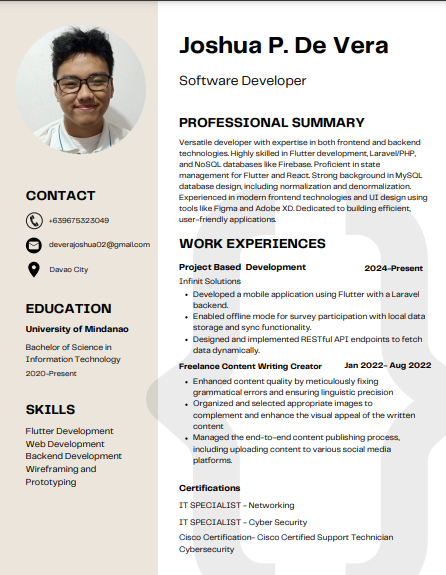 Joshua P. De Vera
Software Developer
PROFESSIONAL SUMMARY
Versatile developer with expertise in both frontend and backend
technologies. Highly skilled in Flutter development, Laravel/PHP,
and NoSQL databases like Firebase. Proficient in state
management for Flutter and React. Strong background in MySQL
database design, including normalization and denormalization.
Experienced in modern frontend technologies and UI design using
tools like Figma and Adobe XD. Dedicated to building efficient,
user-friendly applications.
WORK EXPERIENCES
Project Based Development 2024-Present
Infinit Solutions
• Developed a mobile application using Flutter with a Laravel
backend.
• Enabled offline mode for survey participation with local data
storage and sync functionality.
• Designed and implemented RESTful API endpoints to fetch
data dynamically.
Freelance Content Writing Creator Jan 2022- Aug 2022
• Enhanced content quality by meticulously fixing
grammatical errors and ensuring linguistic precision
• Organized and selected appropriate images to
complement and enhance the visual appeal of the written
content
• Managed the end-to-end content publishing process,
including uploading content to various social media
platforms.
Certifications
IT SPECIALIST - Networking
IT SPECIALIST - Cyber Security
Cisco Certification- Cisco Certified Support Technician
Cybersecurity
CONTACT
+639675323049
deverajoshua02@gmail.com
Davao City
EDUCATION
University of Mindanao
Bachelor of Science in
Information Technology
2020-Present
SKILLS
Flutter Development
Web Development
Backend Development
Wireframing and
Prototyping